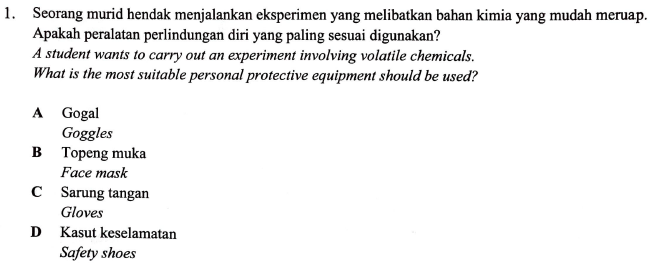 1. Seorang murid hendak menjalankan eksperimen yang melibatkan bahan kimia yang mudah meruap.
Apakah peralatan perlindungan diri yang paling sesuai digunakan?
A student wants to carry out an experiment involving volatile chemicals.
What is the most suitable personal protective equipment should be used?
A Gogal
Goggles
B Topeng muka
Face mask
C Sarung tangan
Gloves
D Kasut keselamatan
Safety shoes